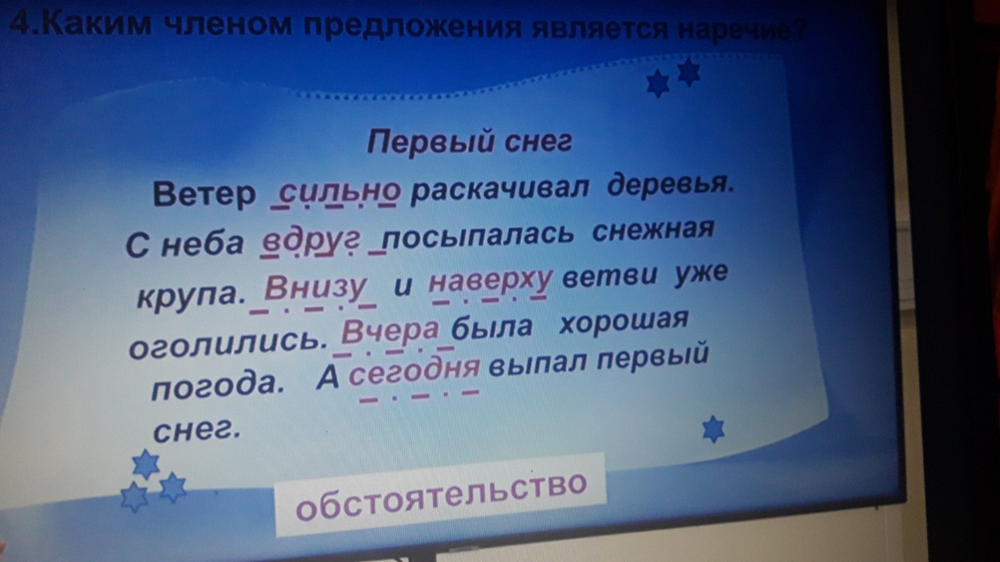 4.Каким членом предложения является наречие?
Первый снег
Ветер сильно раскачивал деревья.
С неба вдруг посыпалась снежная
крупа. Внизу и наверху ветви уже
оголились. Вчера была хорошая
погода. А сегодня выпал первый
снег.
обстоятельство